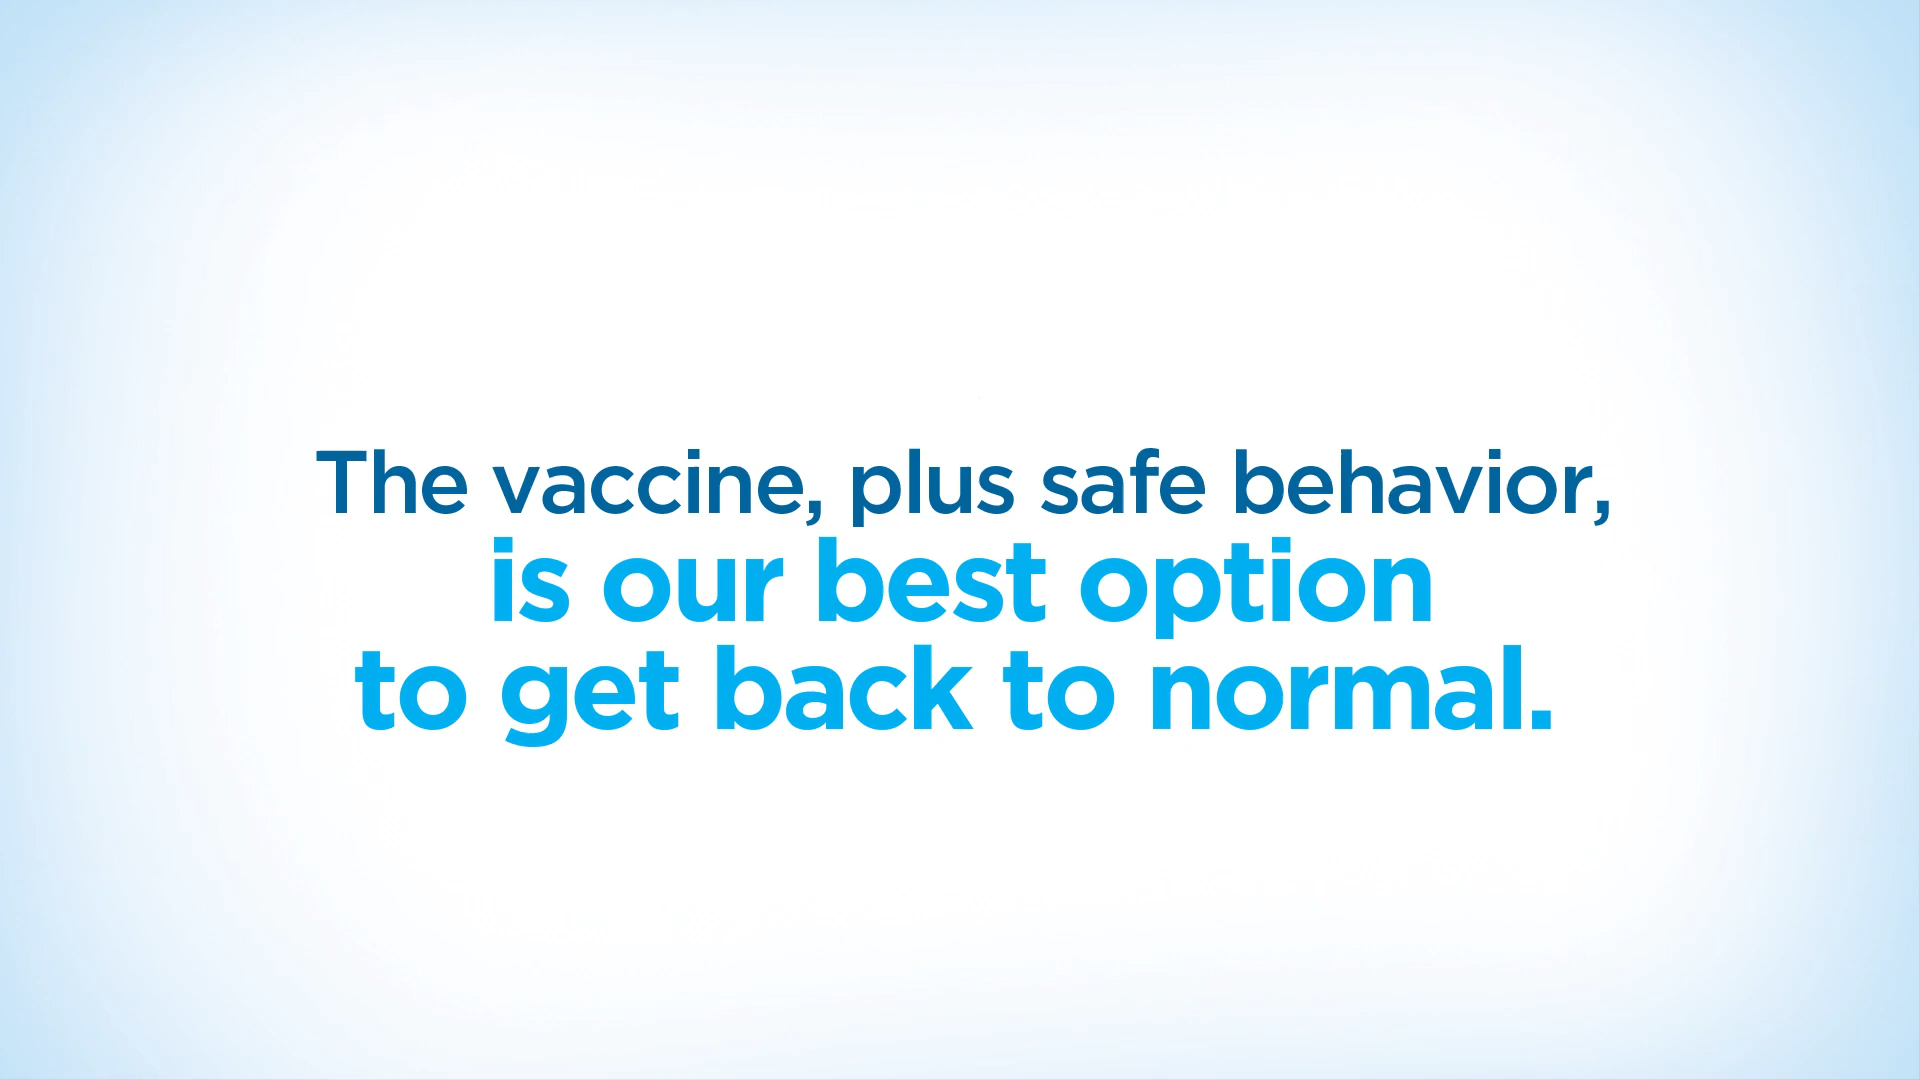 The vaccine, plus safe behavior,
is our best option
to get back to normal.